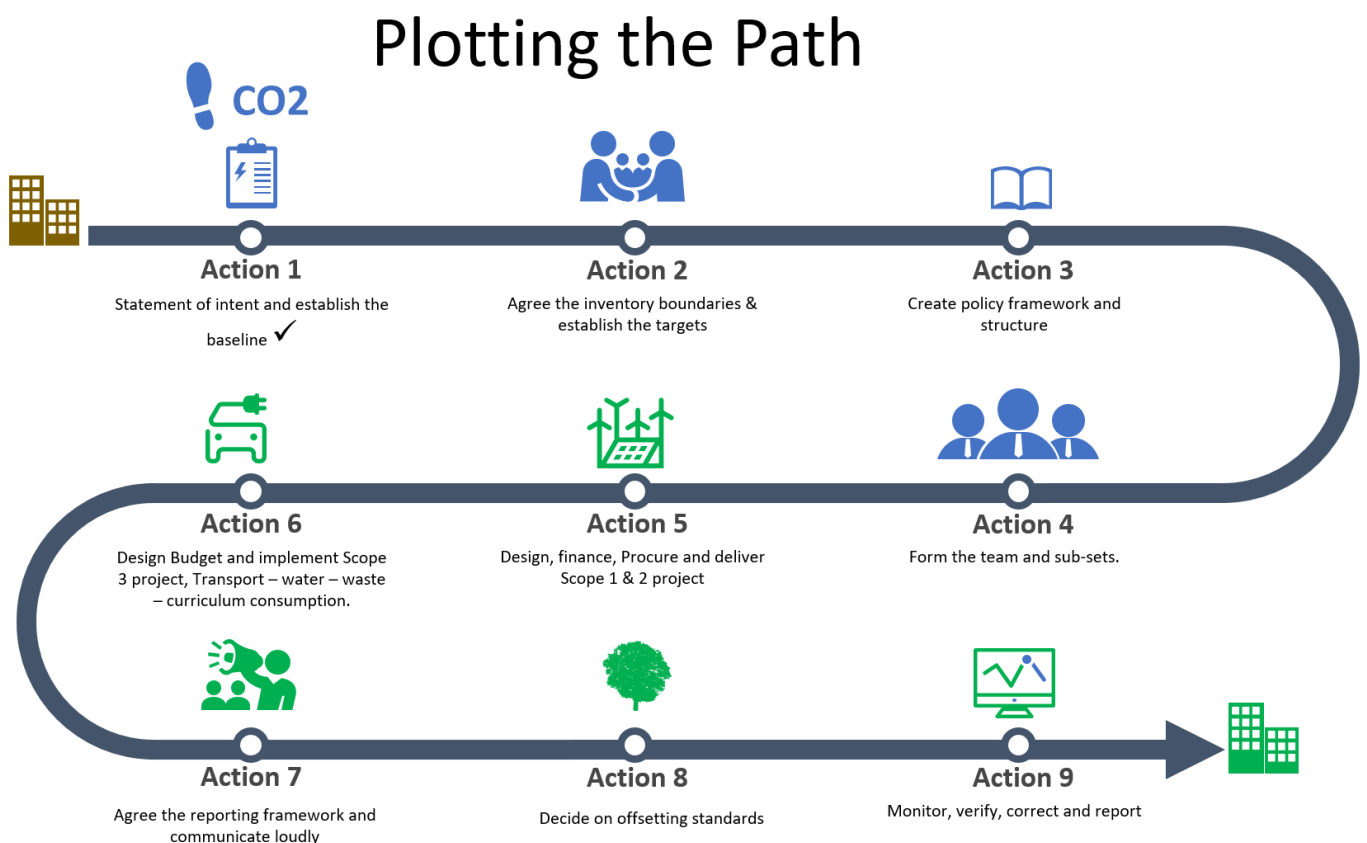 Plotting the Path
CO2
Action 1
Statement of intent and establish the
baseline ✓
Action 2
Agree the inventory boundaries &
establish the targets
Action 3
Create policy framework and
structure
Action 6
Design Budget and implement Scope
3 project, Transport – water – waste
– curriculum consumption.
Action 5
Design, finance, Procure and deliver
Scope 1 & 2 project
Action 4
Form the team and sub-sets.
Action 7
Agree the reporting framework and
communicate loudly
Action 8
Decide on offsetting standards
Action 9
Monitor, verify, correct and report